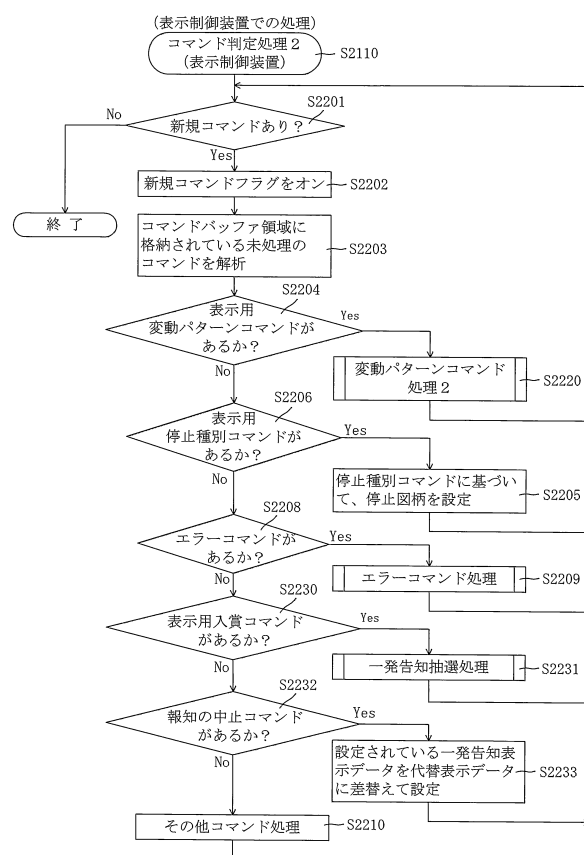 (表示制御装置での処理)
コマンド判定処理2
(表示制御装置)
S2110
S2201
新規コマンドあり?
No
Yes
新規コマンドフラグをオン
S2202
終 了
コマンドバッファ領域に
格納されている未処理の
コマンドを解析
S2203
S2204
表示用
変動パターンコマンドが
あるか?
Yes
No
変動パターンコマンド
処理2
S2220
S2206
表示用
停止種別コマンドが
あるか?
Yes
No
停止種別コマンドに基づい
て、停止図柄を設定
S2205
S2208
エラーコマンドが
あるか?
Yes
No
エラーコマンド処理
S2209
S2230
表示用入賞コマンド
があるか?
Yes
No
一発告知抽選処理
S2231
S2232
報知の中止コマンド
があるか?
Yes
No
設定されている一発告知表
示データを代替表示データ
に差替えて設定
S2233
その他コマンド処理
S2210